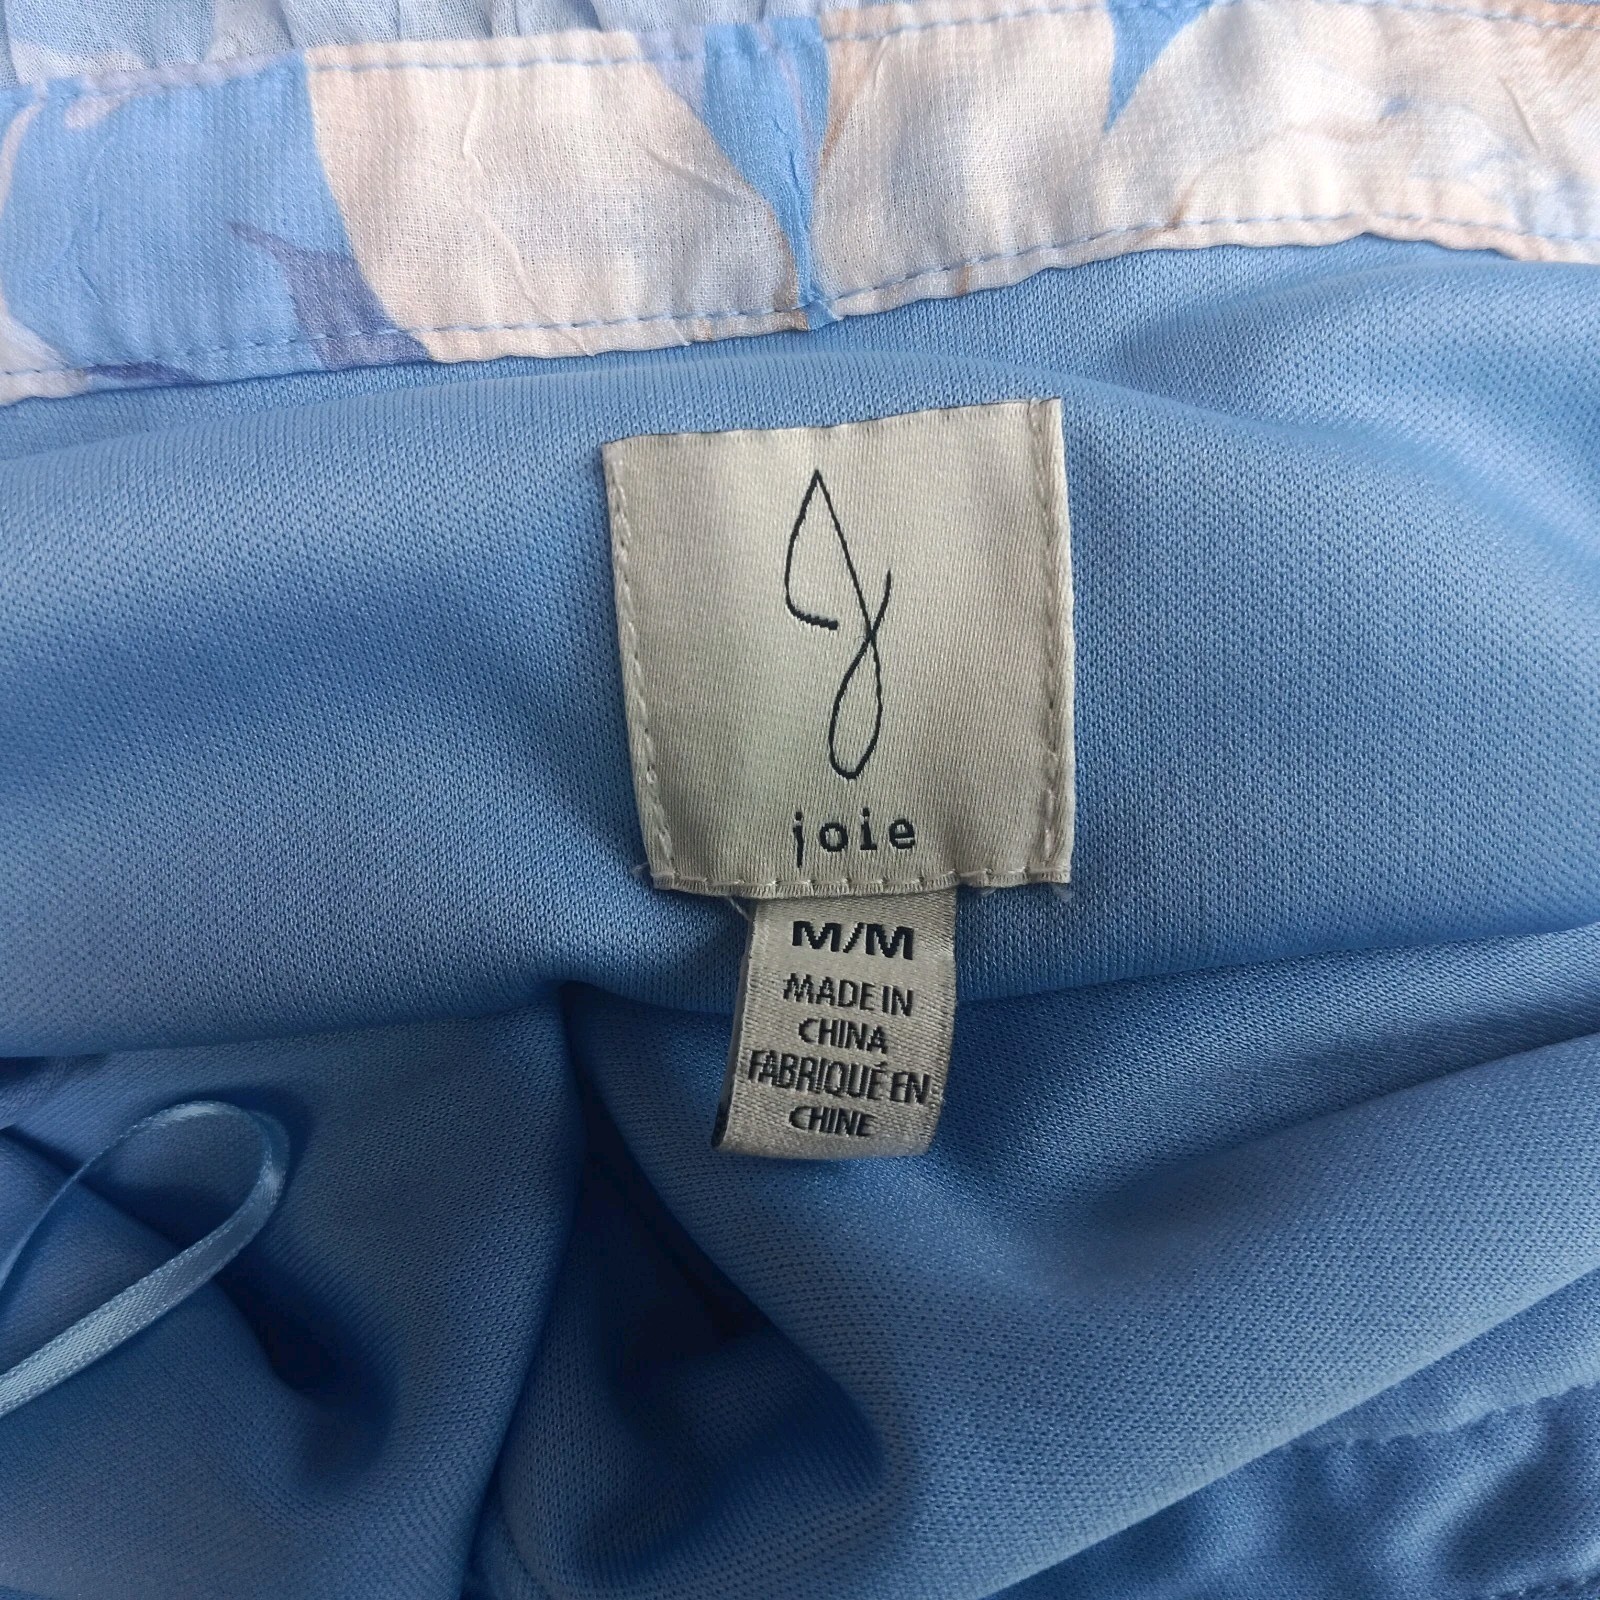 joie
M/M
MADE IN
CHINA
FABRIQUÉ EN
CHINE